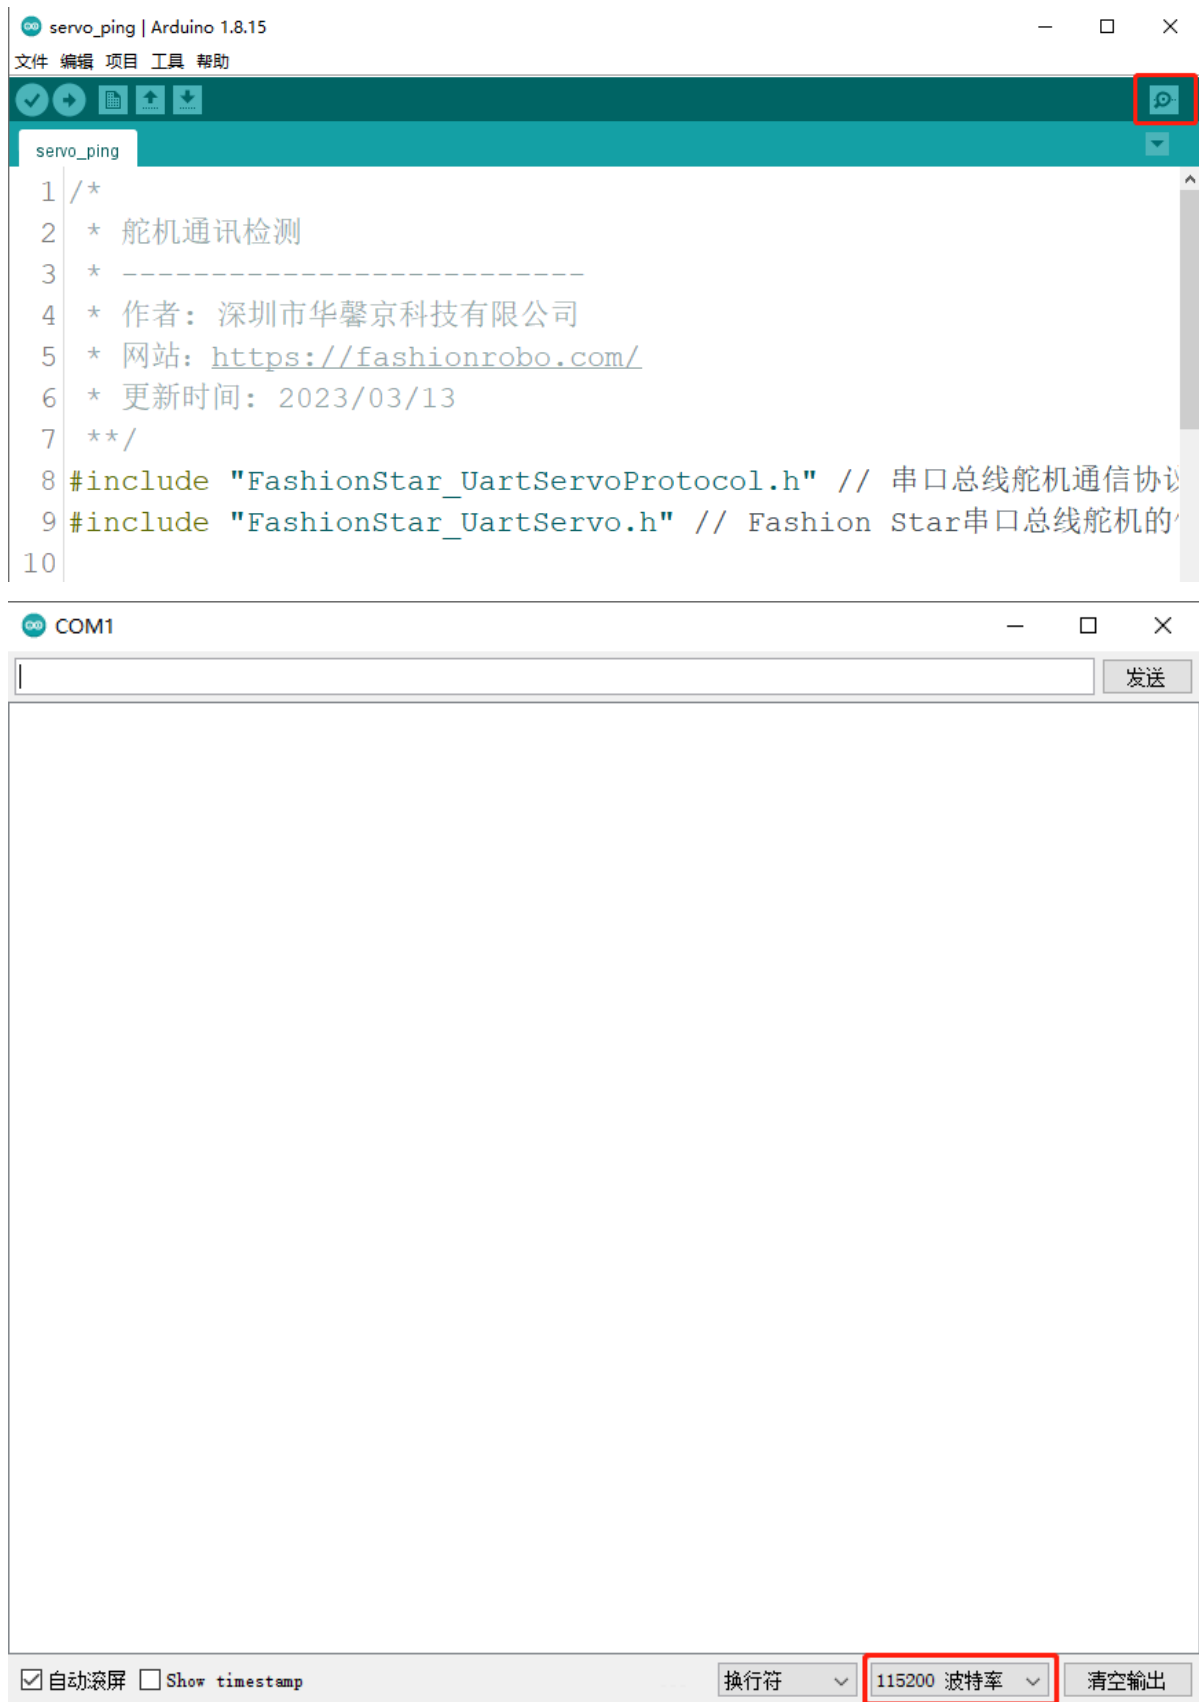 servo_ping | Arduino 1.8.15
文件 编辑 项目 工具 帮助
servo_ping
1 /*
2 * 舵机通讯检测
3 * --------------------------
4 * 作者: 深圳市华馨京科技有限公司
5 * 网站: https://fashionrobo.com/
6 * 更新时间: 2023/03/13
7 **/
8 #include "FashionStar_UartServoProtocol.h" // 串口总线舵机通信协议
9 #include "FashionStar_UartServo.h" // Fashion Star串口总线舵机的
10
COM1
发送
自动滚屏 Show timestamp 换行符 115200 波特率 清空输出